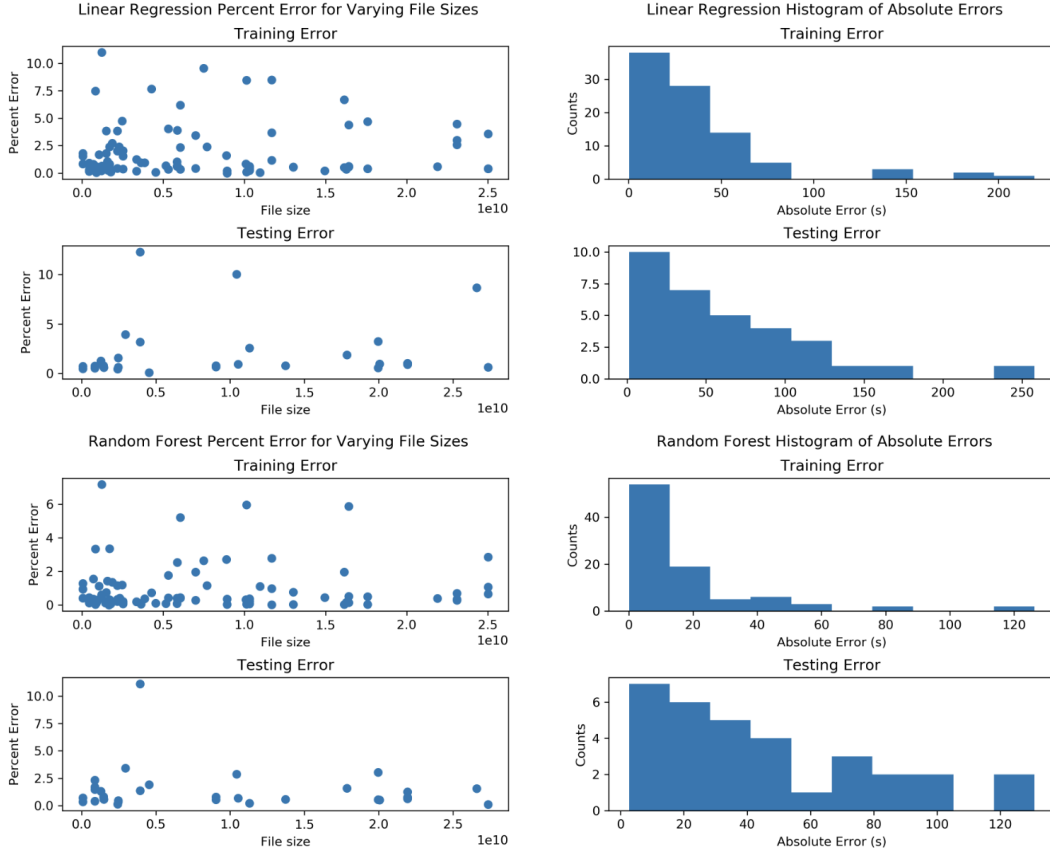 Linear Regression Percent Error for Varying File Sizes
Training Error
Percent Error
10.0
7.5
5.0
2.5
0.0
0.0 0.5 1.0 1.5 2.0 2.5
1e10
File size
Testing Error
Percent Error
10
5
0
0.0 0.5 1.0 1.5 2.0 2.5
1e10
File size
Linear Regression Histogram of Absolute Errors
Training Error
Counts
30
20
10
0
0 50 100 150 200
Absolute Error (s)
Testing Error
10.0
7.5
5.0
2.5
0.0
0 50 100 150 200 250
Absolute Error (s)
Random Forest Percent Error for Varying File Sizes
Training Error
Percent Error
6
4
2
0
0.0 0.5 1.0 1.5 2.0 2.5
1e10
File size
Testing Error
Percent Error
10.0
7.5
5.0
2.5
0.0
0.0 0.5 1.0 1.5 2.0 2.5
1e10
File size
Random Forest Histogram of Absolute Errors
Training Error
Counts
40
20
0
0 20 40 60 80 100 120
Absolute Error (s)
Testing Error
Counts
6
4
2
0
0 20 40 60 80 100 120
Absolute Error (s)